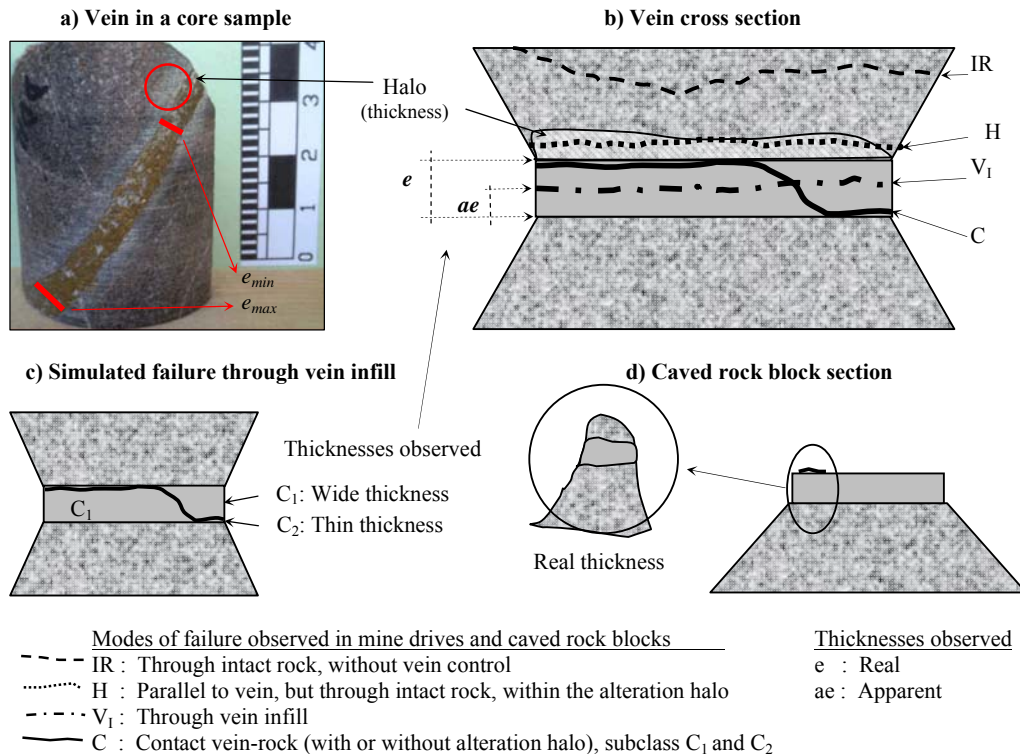 a) Vein in a core sample
b) Vein cross section
4
3
2
1
0
Halo
(thickness)
e min
e max
IR
H
V I
C
e
ae
c) Simulated failure through vein infill
d) Caved rock block section
Thicknesses observed
C1
C1: Wide thickness
C2: Thin thickness
Real thickness
Modes of failure observed in mine drives and caved rock blocks
IR : Through intact rock, without vein control
H : Parallel to vein, but through intact rock, within the alteration halo
VI : Through vein infill
C : Contact vein-rock (with or without alteration halo), subclass C1 and C2
Thicknesses observed
e : Real
ae : Apparent